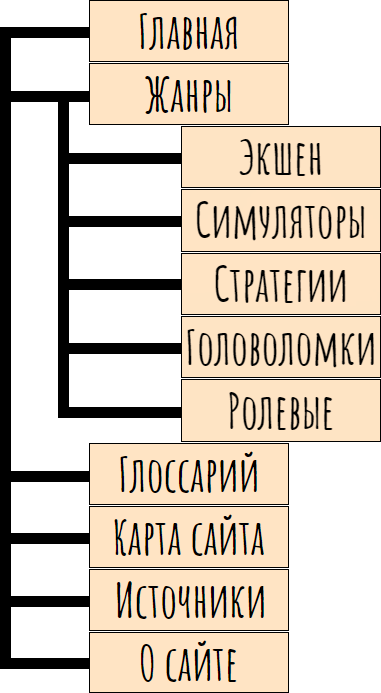 Главная
Жанры
Экшен
Симуляторы
Стратегии
Головоломки
Ролевые
Глоссарий
Карта сайта
Источники
О сайте